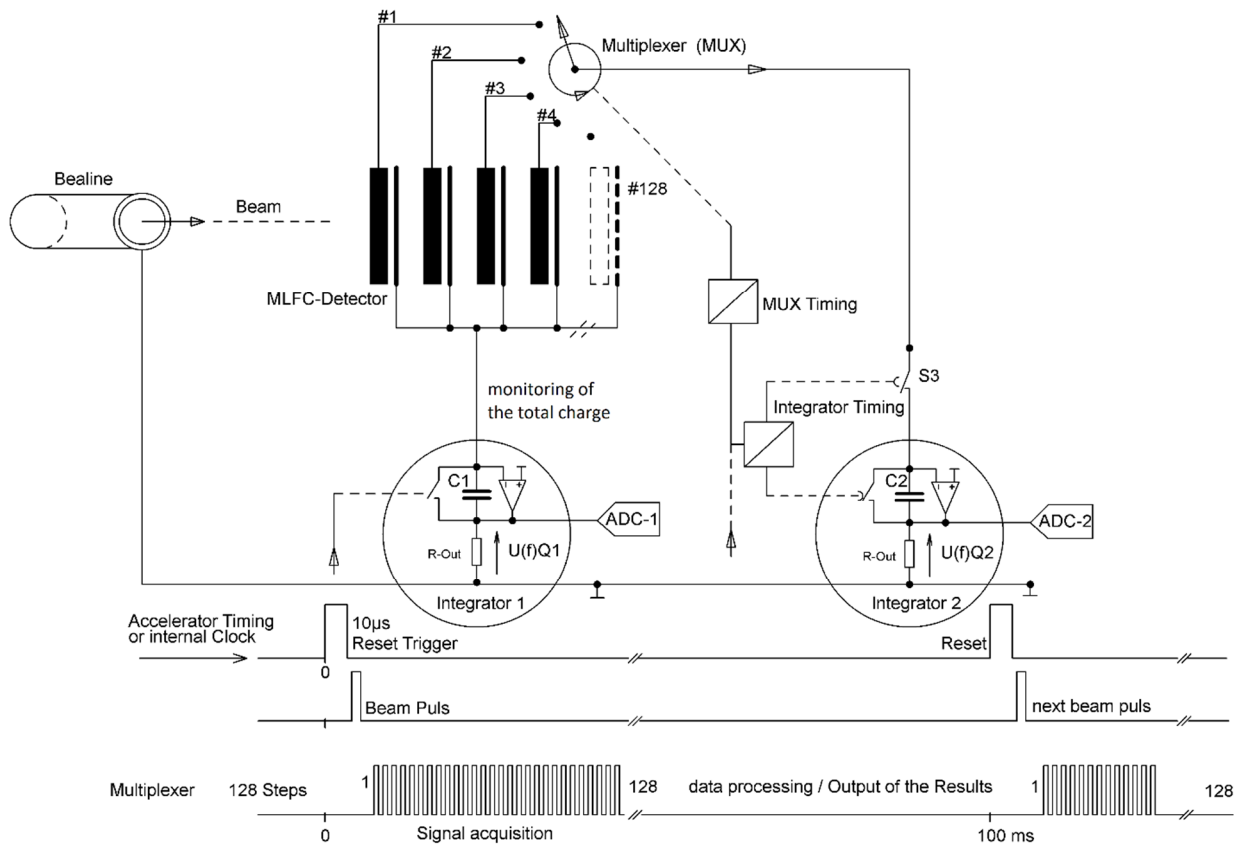 #1
Multiplexer (MUX)
#2
#3
#4
Bealine
#128
Beam
MLFC-Detector
MUX Timing
S3
monitoring of
the total charge
Integrator Timing
C1
- +
C2
- +
ADC-1
ADC-2
R-Out
U(f)Q1
R-Out
U(f)Q2
Integrator 1
Integrator 2
Accelerator Timing
or internal Clock
10µs
Reset Trigger
Reset
0
Beam Puls
next beam puls
Multiplexer 128 Steps
1
128
data processing / Output of the Results
1
128
0
Signal acquisition
100 ms